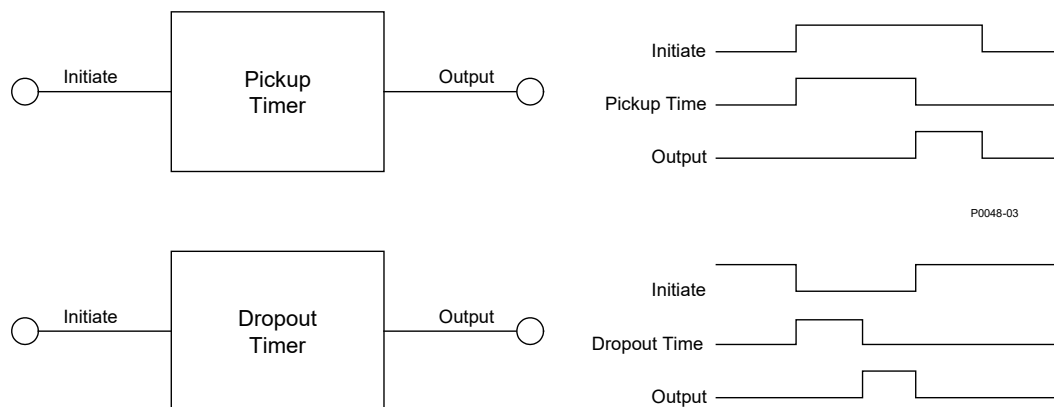 Initiate
Pickup
Timer
Output
Initiate
Pickup Time
Output
P0048-03
Initiate
Dropout
Timer
Output
Initiate
Dropout Time
Output